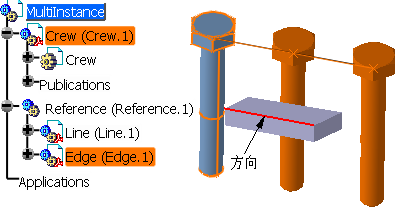 MultiInstance
Crew (Crew.1)
Crew
Publications
Reference (Reference.1)
Line (Line.1)
Edge (Edge.1)
Applications
方向